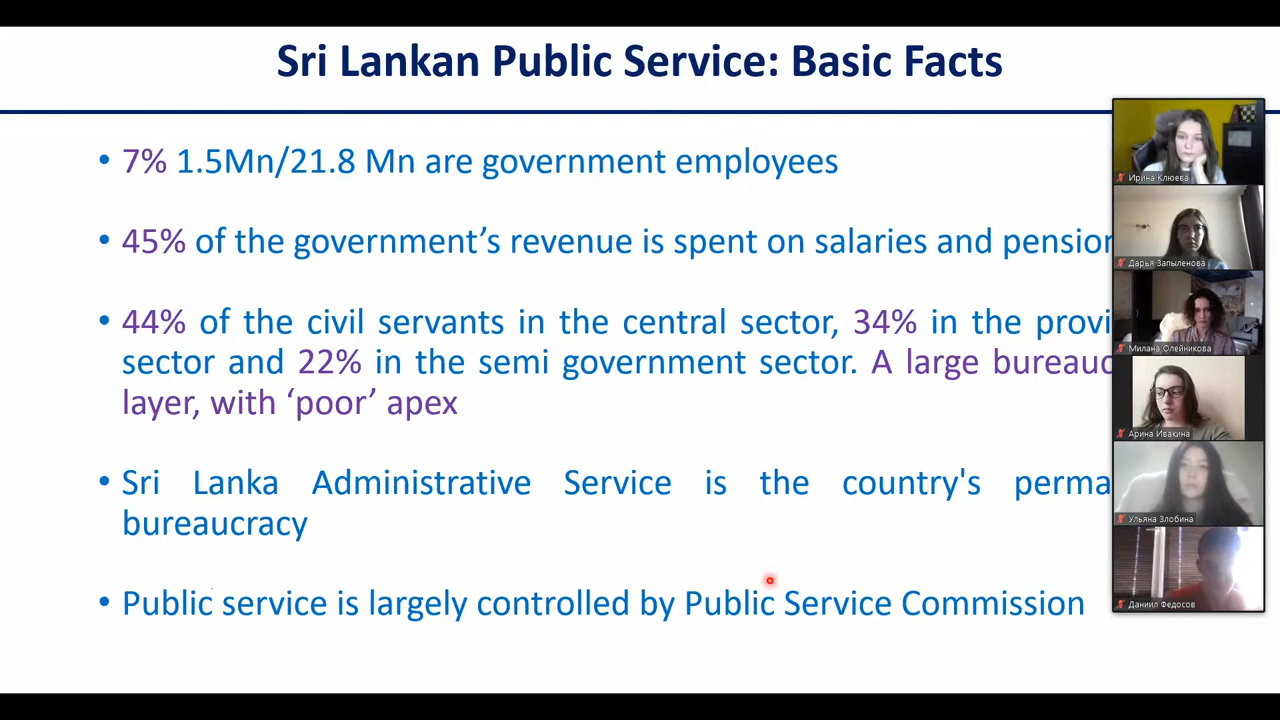 Sri Lankan Public Service: Basic Facts
• 7% 1.5Mn/21.8 Mn are government employees
• 45% of the government's revenue is spent on salaries and
• 44% of the civil servants in the central sector, 34% in the
sector and 22% in the semi government sector. A large
layer, with ‘poor’ apex
• Sri Lanka Administrative Service is the country's
bureaucracy
• Public service is largely controlled by Public Service Commission
Ирина Клюева
Дарья Запыленова
Милана Олейникова
Арина Ивакина
Ульяна Злобина
Даниил Федосов